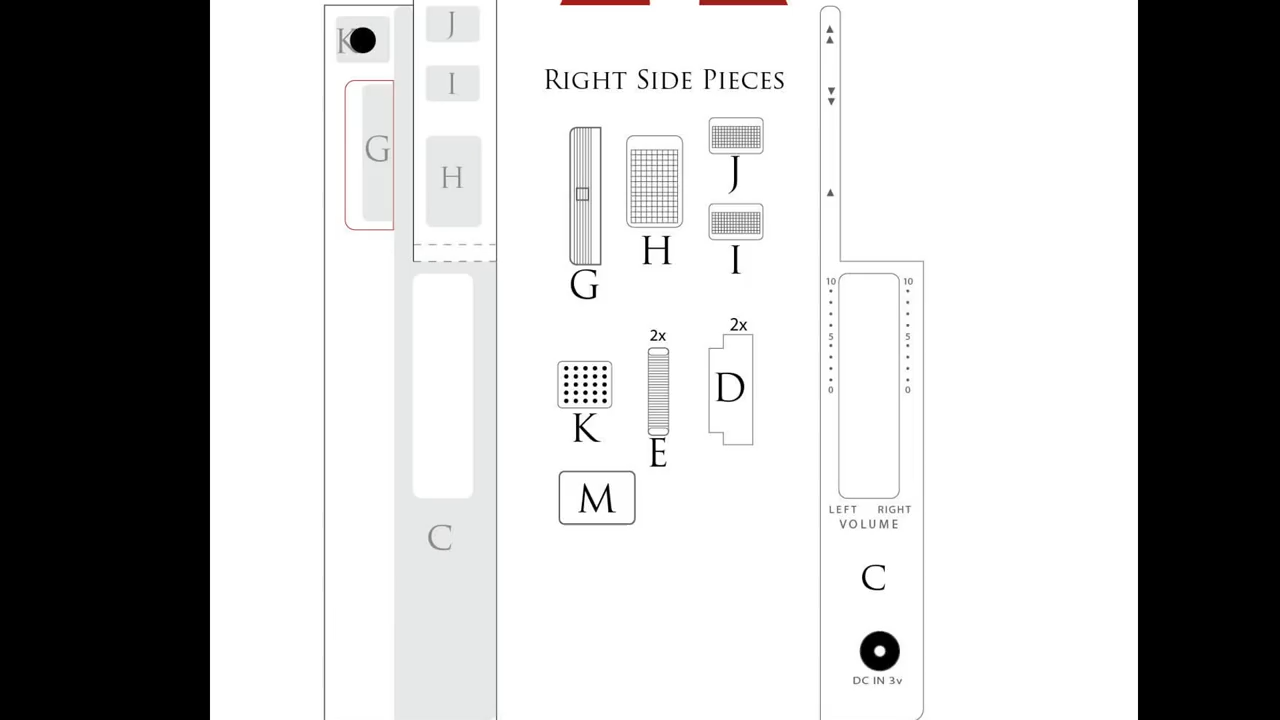 K
G
J
I
H
C
RIGHT SIDE PIECES
G
H
J
I
K
2x
E
2x
D
M
10 10
5 5
0 0
LEFT RIGHT
VOLUME
C
DC IN 3v